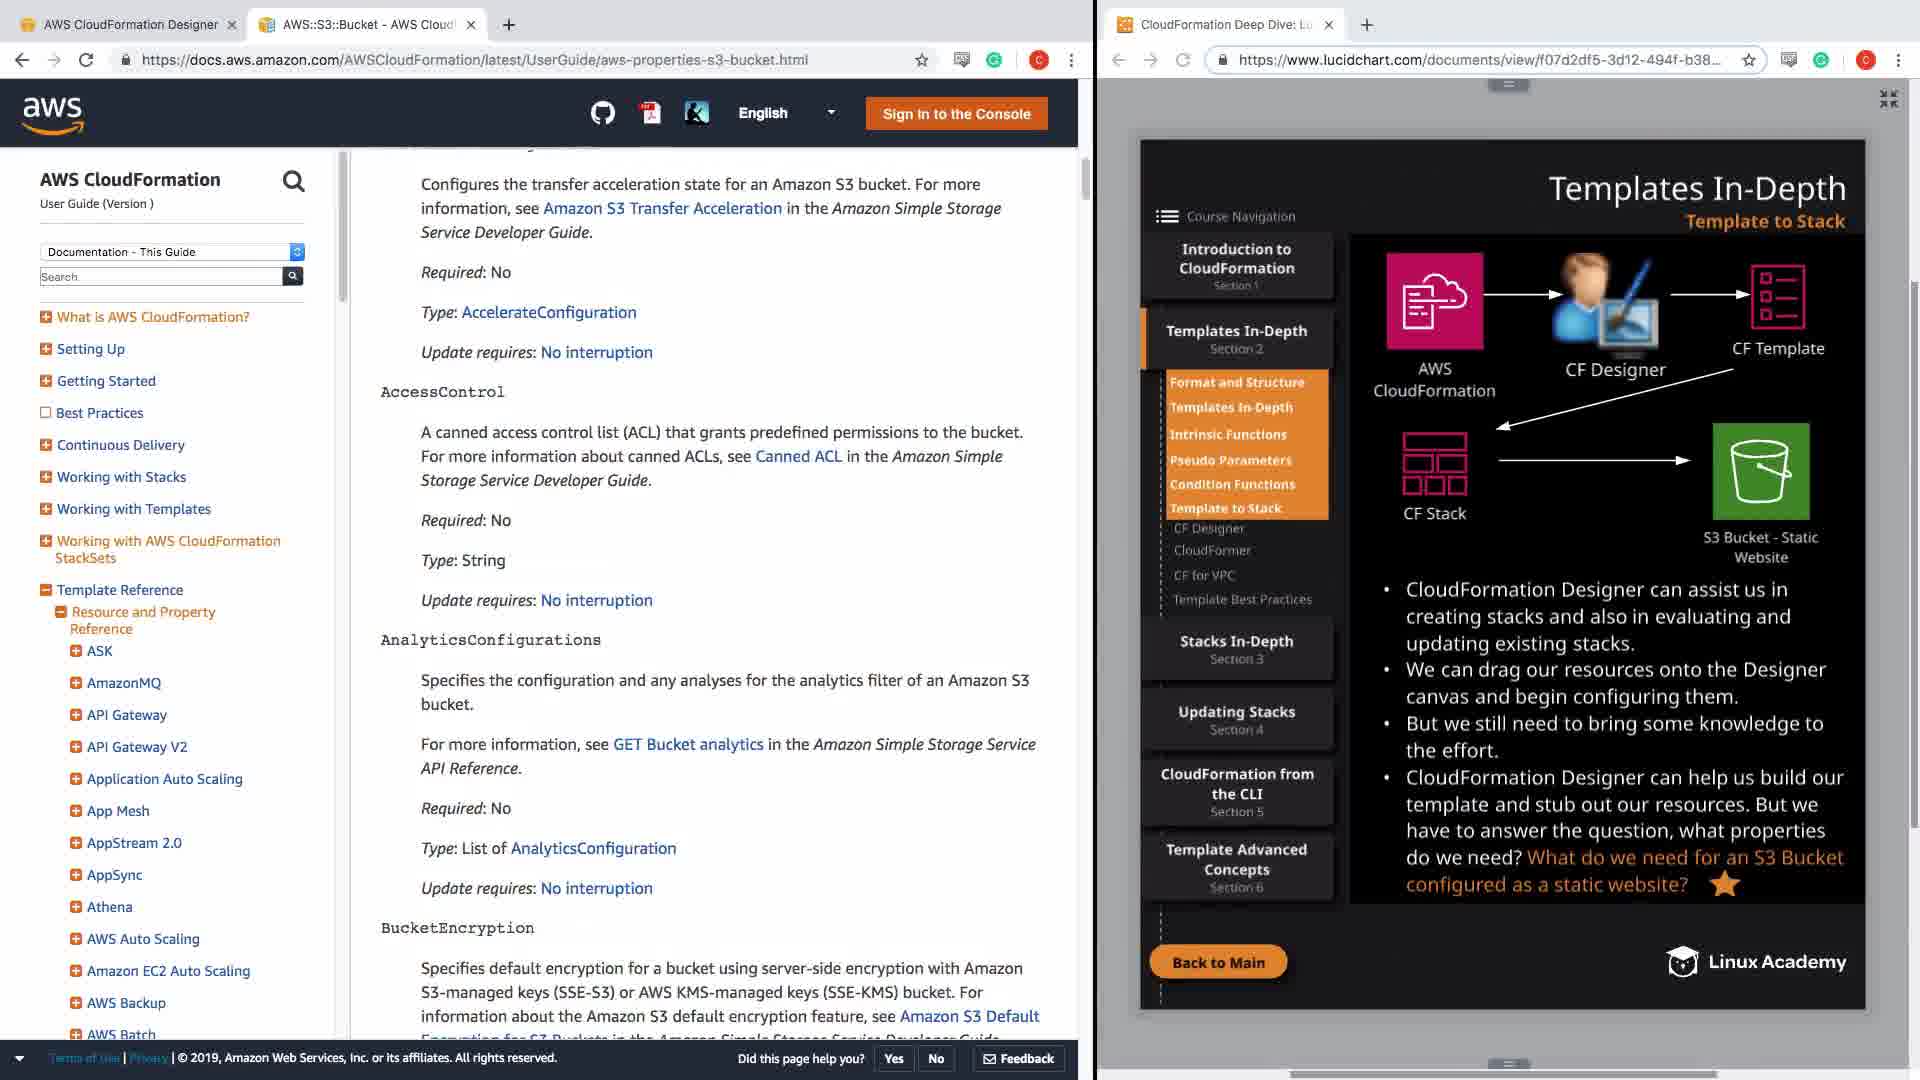 AWS CloudFormation Designer
AWS::S3::Bucket - AWS Cloud
https://docs.aws.amazon.com/AWSCloudFormation/latest/UserGuide/aws-properties-s3-bucket.html
C
aws
English
Sign In to the Console
AWS CloudFormation
User Guide (Version )
Documentation - This Guide
Search
What is AWS CloudFormation?
Setting Up
Getting Started
Best Practices
Continuous Delivery
Working with Stacks
Working with Templates
Working with AWS CloudFormation
StackSets
Template Reference
Resource and Property
Reference
ASK
AmazonMQ
API Gateway
API Gateway V2
Application Auto Scaling
App Mesh
AppStream 2.0
AppSync
Athena
AWS Auto Scaling
Amazon EC2 Auto Scaling
AWS Backup
AWS Batch
Configures the transfer acceleration state for an Amazon S3 bucket. For more
information, see Amazon S3 Transfer Acceleration in the Amazon Simple Storage
Service Developer Guide.
Required: No
Type: AccelerateConfiguration
Update requires: No interruption
AccessControl
A canned access control list (ACL) that grants predefined permissions to the bucket.
For more information about canned ACLs, see Canned ACL in the Amazon Simple
Storage Service Developer Guide.
Required: No
Type: String
Update requires: No interruption
AnalyticsConfigurations
Specifies the configuration and any analyses for the analytics filter of an Amazon S3
bucket.
For more information, see GET Bucket analytics in the Amazon Simple Storage Service
API Reference.
Required: No
Type: List of AnalyticsConfiguration
Update requires: No interruption
BucketEncryption
Specifies default encryption for a bucket using server-side encryption with Amazon
S3-managed keys (SSE-S3) or AWS KMS-managed keys (SSE-KMS) bucket. For
information about the Amazon S3 default encryption feature, see Amazon S3 Default
Terms of Use | Privacy | © 2019, Amazon Web Services, Inc. or its affiliates. All rights reserved.
Did this page help you?
Yes
No
Feedback
CloudFormation Deep Dive: Lu
https://www.lucidchart.com/documents/view/f07d2df5-3d12-494f-b38...
C
Templates In-Depth
Template to Stack
Course Navigation
Introduction to
CloudFormation
Section 1
Templates In-Depth
Section 2
Format and Structure
Templates In-Depth
Intrinsic Functions
Pseudo Parameters
Condition Functions
Template to Stack
CF Designer
CloudFormer
CF for VPC
Template Best Practices
Stacks In-Depth
Section 3
Updating Stacks
Section 4
CloudFormation from
the CLI
Section 5
Template Advanced
Concepts
Section 6
Back to Main
AWS
CloudFormation
CF Designer
CF Template
CF Stack
S3 Bucket - Static
Website
• CloudFormation Designer can assist us in
creating stacks and also in evaluating and
updating existing stacks.
• We can drag our resources onto the Designer
canvas and begin configuring them.
• But we still need to bring some knowledge to
the effort.
• CloudFormation Designer can help us build our
template and stub out our resources. But we
have to answer the question, what properties
do we need? What do we need for an S3 Bucket
configured as a static website?
Linux Academy